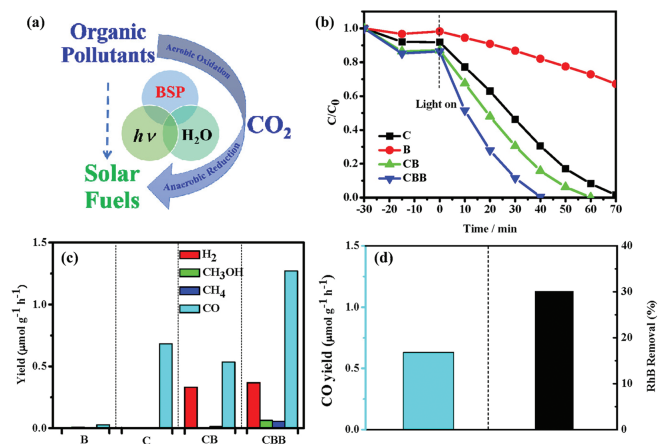 (a)
Organic
Pollutants
Aerobic Oxidation
BSP
hν
H2O
CO2
Solar
Fuels
Anaerobic Reduction
(b)
C/C0
1.0
0.8
0.6
0.4
0.2
0.0
Light on
C
B
CB
CBB
-30 -20 -10 0 10 20 30 40 50 60 70
Time / min
(c)
Yield (μmol g-1 h-1)
1.5
1.0
0.5
0.0
H2
CH3OH
CH4
CO
B C CB CBB
(d)
CO yield (μmol g-1 h-1)
1.5
1.0
0.5
0.0
40
30
20
10
0
RhB Removal (%)